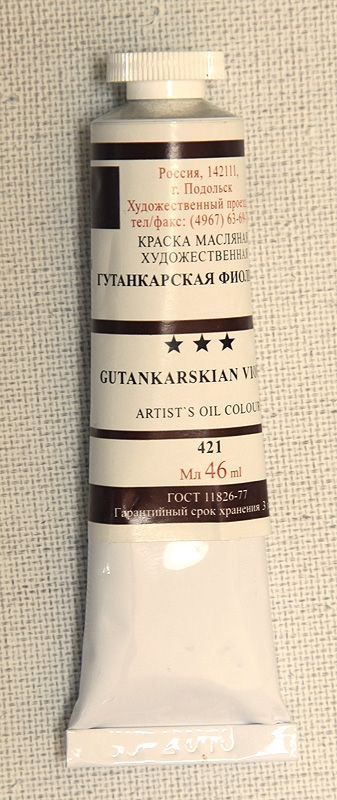 Россия, 142111,
г. Подольск
Художественный
тел/факс: (4967)
КРАСКА МАСЛЯНАЯ
ХУДОЖЕСТВЕННАЯ
ГУТАНКАРСКАЯ
★★★
GUTANKARSKIAN
ARTIST`S OIL COLOUR
421
Мл 46 ml
ГОСТ 11826-77
Гарантийный срок хранения 3